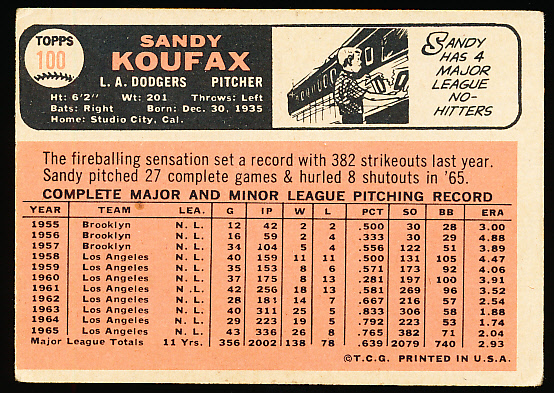 TOPPS
100
SANDY
KOUFAX
L. A. DODGERS PITCHER
Ht: 6'2" Wt: 201 Throws: Left
Bats: Right Born: Dec. 30, 1935
Home: Studio City, Cal.
SANDY
HAS 4
MAJOR
LEAGUE
NO-
HITTERS
The fireballing sensation set a record with 382 strikeouts last year.
Sandy pitched 27 complete games & hurled 8 shutouts in '65.
COMPLETE MAJOR AND MINOR LEAGUE PITCHING RECORD
YEAR TEAM LEA. G IP W L PCT SO BB ERA
1955 Brooklyn N. L. 12 42 2 2 .500 30 28 3.00
1956 Brooklyn N. L. 16 59 2 4 .333 30 29 4.88
1957 Brooklyn N. L. 34 104 5 4 .556 122 51 3.89
1958 Los Angeles N. L. 40 159 11 11 .500 131 105 4.47
1959 Los Angeles N. L. 35 153 8 6 .571 173 92 4.06
1960 Los Angeles N. L. 37 175 8 13 .281 197 100 3.91
1961 Los Angeles N. L. 42 256 18 13 .581 269 96 3.52
1962 Los Angeles N. L. 28 181 14 7 .667 216 57 2.54
1963 Los Angeles N. L. 40 311 25 5 .833 306 58 1.88
1964 Los Angeles N. L. 29 223 19 5 .792 223 53 1.74
1965 Los Angeles N. L. 43 336 26 8 .765 382 71 2.04
Major League Totals 11 Yrs. 356 2002 138 78 .639 2079 740 2.93
©T.C.G. PRINTED IN U.S.A.